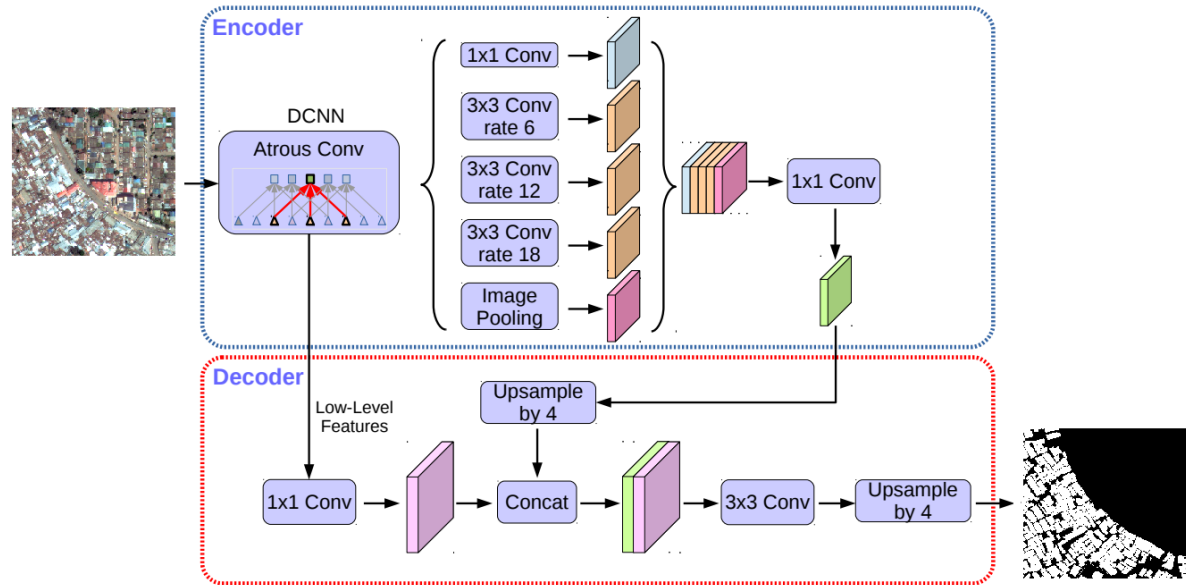 Encoder
DCNN
Atrous Conv
1x1 Conv
3x3 Conv
rate 6
3x3 Conv
rate 12
3x3 Conv
rate 18
Image
Pooling
1x1 Conv
Decoder
Low-Level
Features
Upsample
by 4
1x1 Conv
Concat
3x3 Conv
Upsample
by 4